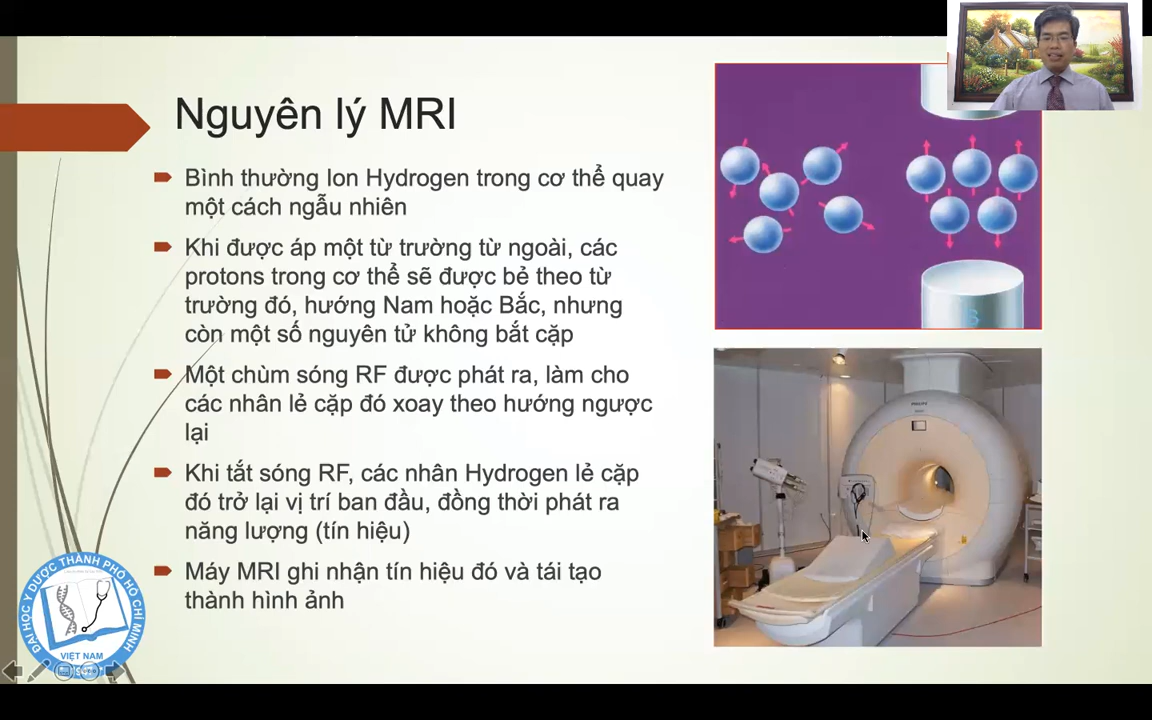 Nguyên lý MRI
Bình thường Ion Hydrogen trong cơ thể quay
một cách ngẫu nhiên
Khi được áp một từ trường từ ngoài, các
protons trong cơ thể sẽ được bẻ theo từ
trường đó, hướng Nam hoặc Bắc, nhưng
còn một số nguyên tử không bắt cặp
Một chùm sóng RF được phát ra, làm cho
các nhân lẻ cặp đó xoay theo hướng ngược
lại
Khi tắt sóng RF, các nhân Hydrogen lẻ cặp
đó trở lại vị trí ban đầu, đồng thời phát ra
năng lượng (tín hiệu)
Máy MRI ghi nhận tín hiệu đó và tái tạo
thành hình ảnh
S
PHILIPS
ĐẠI HỌC Y DƯỢC THÀNH PHỐ HỒ CHÍ MINH
VIỆT NAM